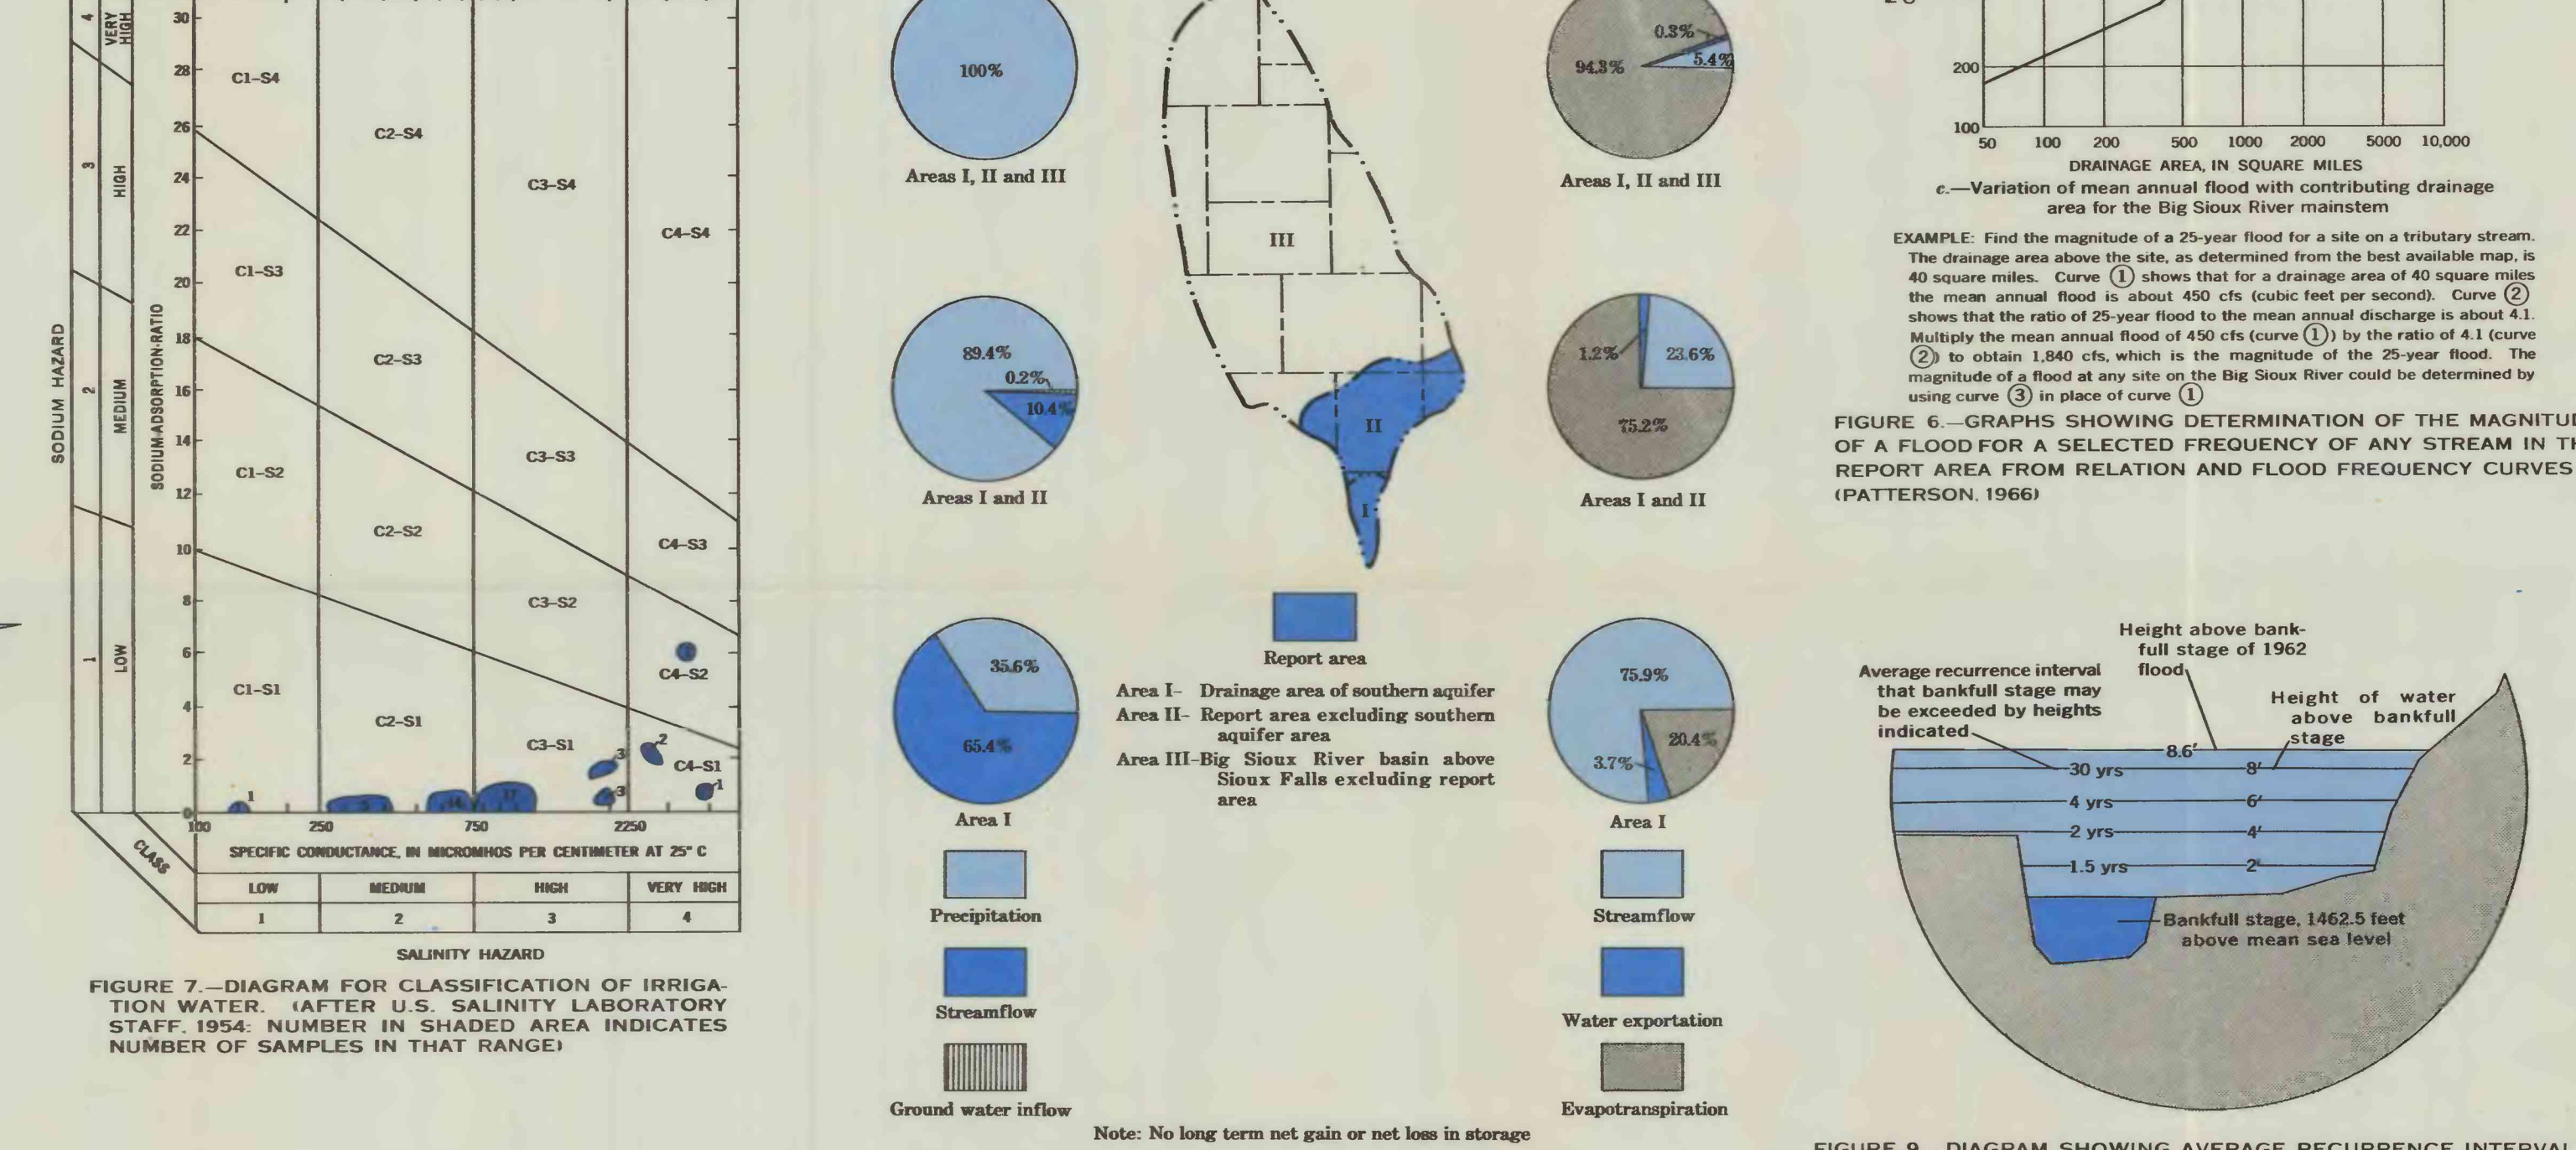 4
VERY
HIGH
3
HIGH
2
MEDIUM
1
LOW
SODIUM HAZARD
SODIUM-ADSORPTION-RATIO
30
28
26
24
22
20
18
16
14
12
10
8
6
4
2
0
C1–S4
C2–S4
C3–S4
C4–S4
C1–S3
C2–S3
C3–S3
C4–S3
C1–S2
C2–S2
C3–S2
C4–S2
C1–S1
C2–S1
C3–S1
C4–S1
1
5
14
17
3
3
2
1
100
250
750
2250
CLASS
SPECIFIC CONDUCTANCE, IN MICROMHOS PER CENTIMETER AT 25° C
LOW
MEDIUM
HIGH
VERY HIGH
1
2
3
4
SALINITY HAZARD
FIGURE 7.—DIAGRAM FOR CLASSIFICATION OF IRRIGA-
TION WATER. (AFTER U.S. SALINITY LABORATORY
STAFF, 1954: NUMBER IN SHADED AREA INDICATES
NUMBER OF SAMPLES IN THAT RANGE)
100%
Areas I, II and III
89.4%
0.2%
10.4%
Areas I and II
35.6%
65.4%
Area I
Precipitation
Streamflow
Ground water inflow
III
II
I
Report area
Area I– Drainage area of southern aquifer
Area II– Report area excluding southern
aquifer area
Area III–Big Sioux River basin above
Sioux Falls excluding report
area
0.3%
94.3%
5.4%
Areas I, II and III
1.2%
23.6%
75.2%
Areas I and II
75.9%
3.7%
20.4%
Area I
Streamflow
Water exportation
Evapotranspiration
Note: No long term net gain or net loss in storage
200
100
50
100
200
500
1000
2000
5000
10,000
DRAINAGE AREA, IN SQUARE MILES
c.—Variation of mean annual flood with contributing drainage
area for the Big Sioux River mainstem
EXAMPLE: Find the magnitude of a 25-year flood for a site on a tributary stream.
The drainage area above the site, as determined from the best available map, is
40 square miles. Curve ① shows that for a drainage area of 40 square miles
the mean annual flood is about 450 cfs (cubic feet per second). Curve ②
shows that the ratio of 25-year flood to the mean annual discharge is about 4.1.
Multiply the mean annual flood of 450 cfs (curve ①) by the ratio of 4.1 (curve
②) to obtain 1,840 cfs, which is the magnitude of the 25-year flood. The
magnitude of a flood at any site on the Big Sioux River could be determined by
using curve ③ in place of curve ①
FIGURE 6.—GRAPHS SHOWING DETERMINATION OF THE MAGNITUD
OF A FLOOD FOR A SELECTED FREQUENCY OF ANY STREAM IN TH
REPORT AREA FROM RELATION AND FLOOD FREQUENCY CURVES
(PATTERSON, 1966)
Height above bank-
full stage of 1962
flood
Average recurrence interval
that bankfull stage may
be exceeded by heights
indicated
Height of water
above bankfull
stage
8.6′
30 yrs
8′
4 yrs
6′
2 yrs
4′
1.5 yrs
2′
Bankfull stage, 1462.5 feet
above mean sea level
FIGURE 9.—DIAGRAM SHOWING AVERAGE RECURRENCE INTERVAL